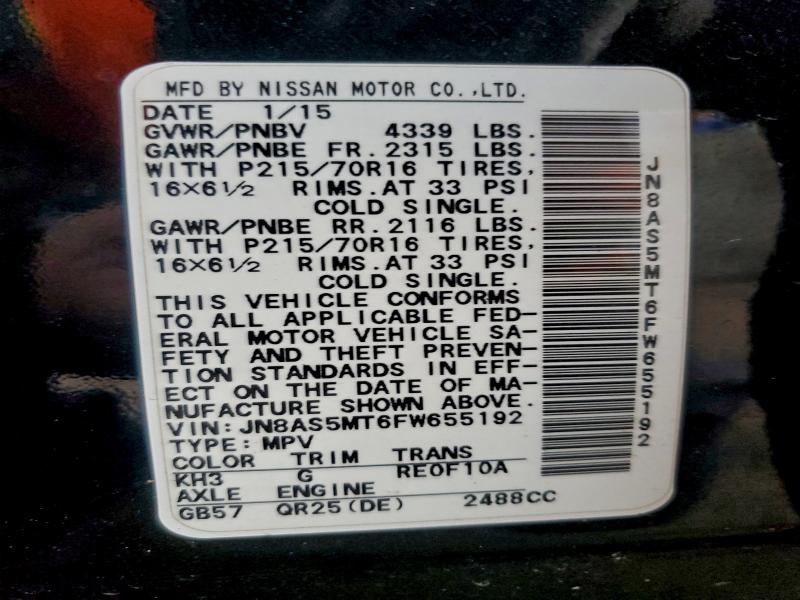 MFD BY NISSAN MOTOR CO.,LTD.
DATE 1/15
GVWR/PNBV 4339 LBS.
GAWR/PNBE FR.2315 LBS.
WITH P215/70R16 TIRES,
16X6 1/2 RIMS.AT 33 PSI
COLD SINGLE.
GAWR/PNBE RR.2116 LBS.
WITH P215/70R16 TIRES,
16X6 1/2 RIMS.AT 33 PSI
COLD SINGLE.
THIS VEHICLE CONFORMS
TO ALL APPLICABLE FED-
ERAL MOTOR VEHICLE SA-
FETY AND THEFT PREVEN-
TION STANDARDS IN EFF-
ECT ON THE DATE OF MA-
NUFACTURE SHOWN ABOVE.
VIN:JN8AS5MT6FW655192
TYPE:MPV
COLOR TRIM TRANS
KH3 G RE0F10A
AXLE ENGINE
GB57 QR25(DE) 2488CC
JN8AS5MT6FW655192